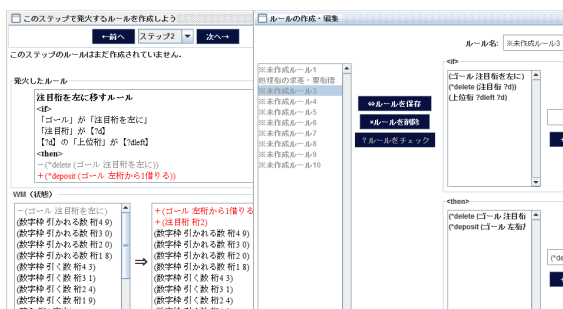 このステップで発火するルールを作成しよう
←前へ ステップ2 次へ→
このステップのルールはまだ作成されていません.
発火したルール
注目桁を左に移すルール
<if>
「ゴール」が「注目桁を左に」
「注目桁」が【?d】
【?d】の「上位桁」が【?dleft】
<then>
－(*delete (ゴール 注目桁を左に))
＋(*deposit (ゴール 左桁から1借りる))
WM（状態）
－(ゴール 注目桁を左に)
(数字枠 引かれる数 桁4 9)
(数字枠 引かれる数 桁3 0)
(数字枠 引かれる数 桁2 0)
(数字枠 引かれる数 桁1 8)
(数字枠 引く数 桁4 3)
(数字枠 引く数 桁3 1)
(数字枠 引く数 桁2 4)
(数字枠 引く数 桁1 9)
⇒
＋(ゴール 左桁から1借りる
＋(注目桁 桁2)
(数字枠 引かれる数 桁4 9)
(数字枠 引かれる数 桁3 0)
(数字枠 引かれる数 桁2 0)
(数字枠 引かれる数 桁1 8)
(数字枠 引く数 桁4 3)
(数字枠 引く数 桁3 1)
(数字枠 引く数 桁2 4)
ルールの作成・編集
※未作成ルール1
処理桁の求差・要桁借
※未作成ルール3
※未作成ルール4
※未作成ルール5
※未作成ルール6
※未作成ルール7
※未作成ルール8
※未作成ルール9
※未作成ルール10
⇔ルールを保存
×ルールを削除
？ルールをチェック
ルール名: ※未作成ルール3
<if>
(ゴール 注目桁を左に)
(*delete (注目桁 ?d))
(上位桁 ?dleft ?d)
<then>
(*delete (ゴール 注目桁
(*deposit (ゴール 左桁か
(*de